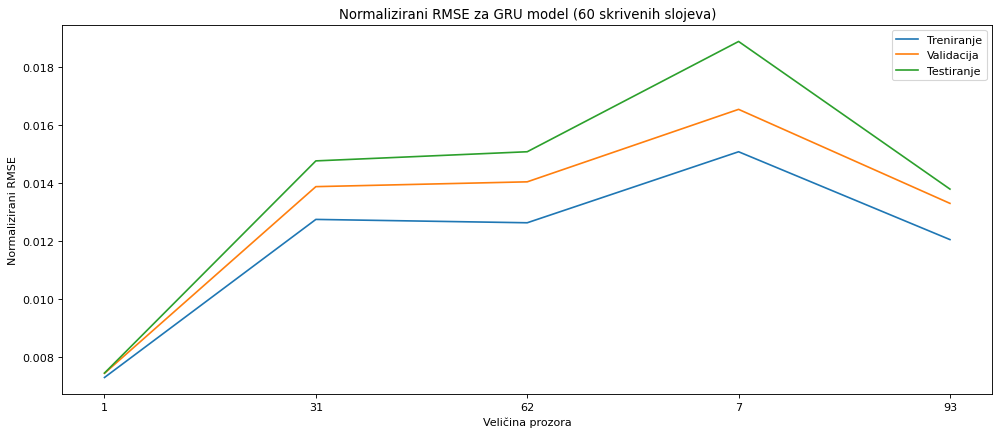 Normalizirani RMSE za GRU model (60 skrivenih slojeva)
Treniranje
Validacija
Testiranje
Normalizirani RMSE
0.018
0.016
0.014
0.012
0.010
0.008
1 31 62 7 93
Veličina prozora